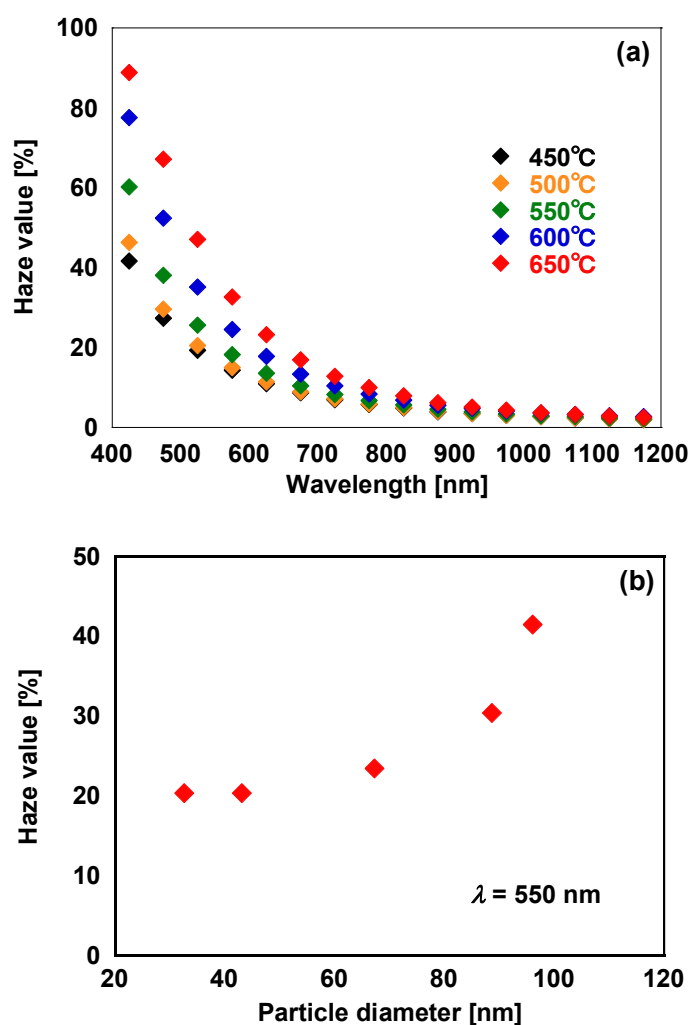 (a)
Haze value [%]
100
80
60
40
20
0
450°C
500°C
550°C
600°C
650°C
400 500 600 700 800 900 1000 1100 1200
Wavelength [nm]
(b)
Haze value [%]
50
40
30
20
10
0
λ = 550 nm
20 40 60 80 100 120
Particle diameter [nm]